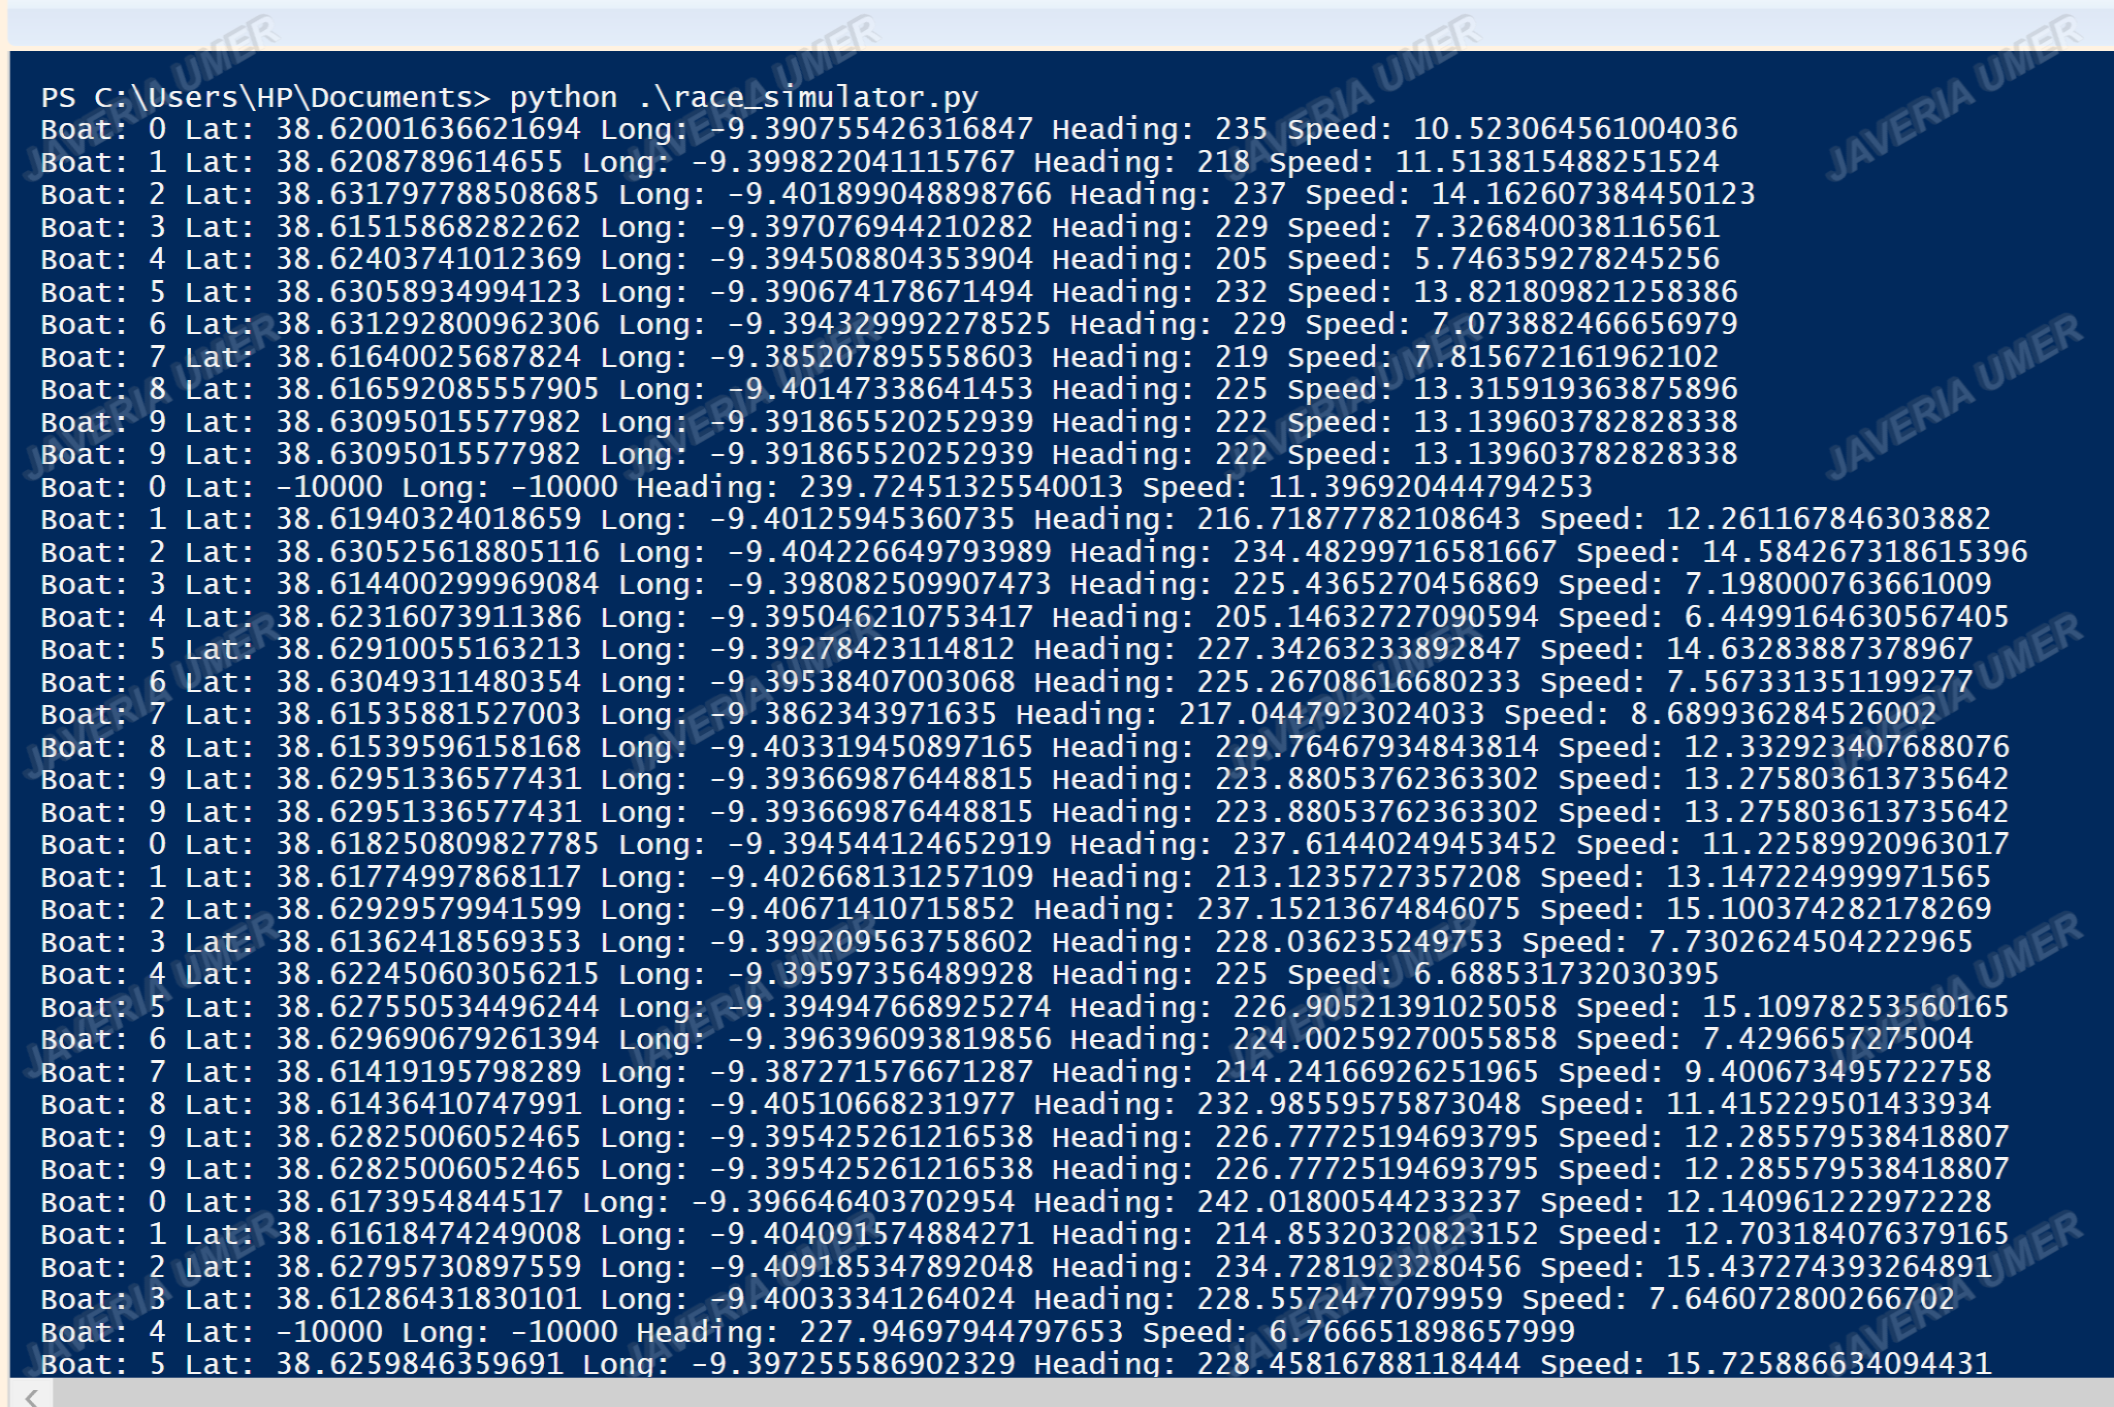 PS C:\Users\HP\Documents> python .\race_simulator.py
Boat: 0 Lat: 38.62001636621694 Long: -9.390755426316847 Heading: 235 Speed: 10.523064561004036
Boat: 1 Lat: 38.6208789614655 Long: -9.399822041115767 Heading: 218 Speed: 11.513815488251524
Boat: 2 Lat: 38.631797788508685 Long: -9.401899048898766 Heading: 237 Speed: 14.162607384450123
Boat: 3 Lat: 38.61515868282262 Long: -9.397076944210282 Heading: 229 Speed: 7.326840038116561
Boat: 4 Lat: 38.62403741012369 Long: -9.394508804353904 Heading: 205 Speed: 5.746359278245256
Boat: 5 Lat: 38.63058934994123 Long: -9.390674178671494 Heading: 232 Speed: 13.821809821258386
Boat: 6 Lat: 38.631292800962306 Long: -9.394329992278525 Heading: 229 Speed: 7.073882466656979
Boat: 7 Lat: 38.61640025687824 Long: -9.385207895558603 Heading: 219 Speed: 7.815672161962102
Boat: 8 Lat: 38.616592085557905 Long: -9.40147338641453 Heading: 225 Speed: 13.315919363875896
Boat: 9 Lat: 38.63095015577982 Long: -9.391865520252939 Heading: 222 Speed: 13.139603782828338
Boat: 9 Lat: 38.63095015577982 Long: -9.391865520252939 Heading: 222 Speed: 13.139603782828338
Boat: 0 Lat: -10000 Long: -10000 Heading: 239.72451325540013 Speed: 11.396920444794253
Boat: 1 Lat: 38.61940324018659 Long: -9.40125945360735 Heading: 216.71877782108643 Speed: 12.261167846303882
Boat: 2 Lat: 38.630525618805116 Long: -9.404226649793989 Heading: 234.48299716581667 Speed: 14.584267318615396
Boat: 3 Lat: 38.614400299969084 Long: -9.398082509907473 Heading: 225.4365270456869 Speed: 7.198000763661009
Boat: 4 Lat: 38.62316073911386 Long: -9.395046210753417 Heading: 205.14632727090594 Speed: 6.4499164630567405
Boat: 5 Lat: 38.62910055163213 Long: -9.39278423114812 Heading: 227.34263233892847 Speed: 14.63283887378967
Boat: 6 Lat: 38.63049311480354 Long: -9.39538407003068 Heading: 225.26708616680233 Speed: 7.567331351199277
Boat: 7 Lat: 38.61535881527003 Long: -9.3862343971635 Heading: 217.0447923024033 Speed: 8.689936284526002
Boat: 8 Lat: 38.61539596158168 Long: -9.403319450897165 Heading: 229.76467934843814 Speed: 12.332923407688076
Boat: 9 Lat: 38.62951336577431 Long: -9.393669876448815 Heading: 223.88053762363302 Speed: 13.275803613735642
Boat: 9 Lat: 38.62951336577431 Long: -9.393669876448815 Heading: 223.88053762363302 Speed: 13.275803613735642
Boat: 0 Lat: 38.618250809827785 Long: -9.394544124652919 Heading: 237.61440249453452 Speed: 11.22589920963017
Boat: 1 Lat: 38.61774997868117 Long: -9.402668131257109 Heading: 213.1235727357208 Speed: 13.147224999971565
Boat: 2 Lat: 38.62929579941599 Long: -9.40671410715852 Heading: 237.15213674846075 Speed: 15.100374282178269
Boat: 3 Lat: 38.61362418569353 Long: -9.399209563758602 Heading: 228.036235249753 Speed: 7.7302624504222965
Boat: 4 Lat: 38.622450603056215 Long: -9.39597356489928 Heading: 225 Speed: 6.688531732030395
Boat: 5 Lat: 38.627550534496244 Long: -9.394947668925274 Heading: 226.90521391025058 Speed: 15.10978253560165
Boat: 6 Lat: 38.629690679261394 Long: -9.396396093819856 Heading: 224.00259270055858 Speed: 7.4296657275004
Boat: 7 Lat: 38.61419195798289 Long: -9.387271576671287 Heading: 214.24166926251965 Speed: 9.400673495722758
Boat: 8 Lat: 38.61436410747991 Long: -9.40510668231977 Heading: 232.98559575873048 Speed: 11.415229501433934
Boat: 9 Lat: 38.62825006052465 Long: -9.395425261216538 Heading: 226.77725194693795 Speed: 12.285579538418807
Boat: 9 Lat: 38.62825006052465 Long: -9.395425261216538 Heading: 226.77725194693795 Speed: 12.285579538418807
Boat: 0 Lat: 38.6173954844517 Long: -9.396646403702954 Heading: 242.01800544233237 Speed: 12.140961222972228
Boat: 1 Lat: 38.61618474249008 Long: -9.404091574884271 Heading: 214.85320320823152 Speed: 12.703184076379165
Boat: 2 Lat: 38.62795730897559 Long: -9.409185347892048 Heading: 234.7281923280456 Speed: 15.437274393264891
Boat: 3 Lat: 38.61286431830101 Long: -9.40033341264024 Heading: 228.5572477079959 Speed: 7.646072800266702
Boat: 4 Lat: -10000 Long: -10000 Heading: 227.94697944797653 Speed: 6.766651898657999
Boat: 5 Lat: 38.6259846359691 Long: -9.397255586902329 Heading: 228.45816788118444 Speed: 15.725886634094431
JAVERIA UMER